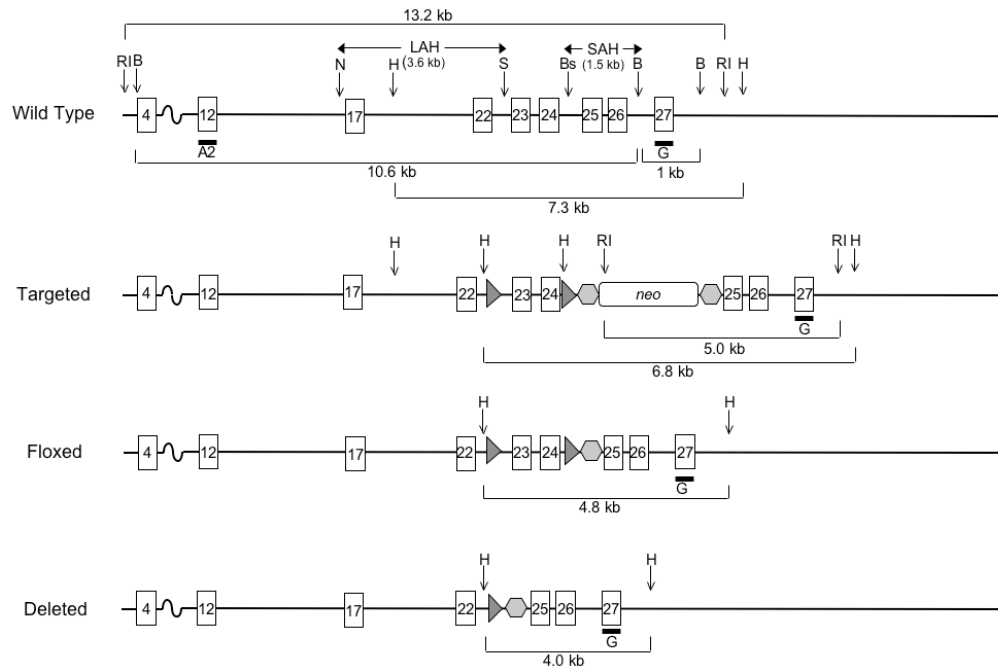 13.2 kb
LAH
(3.6 kb)
SAH
(1.5 kb)
RI B N H S Bs B B RI H
Wild Type 4 12 17 22 23 24 25 26 27
A2 G
10.6 kb 1 kb
7.3 kb
H H H RI RI H
Targeted 4 12 17 22 23 24 neo 25 26 27
G
5.0 kb
6.8 kb
H H
Floxed 4 12 17 22 23 24 25 26 27
G
4.8 kb
H H
Deleted 4 12 17 22 25 26 27
G
4.0 kb